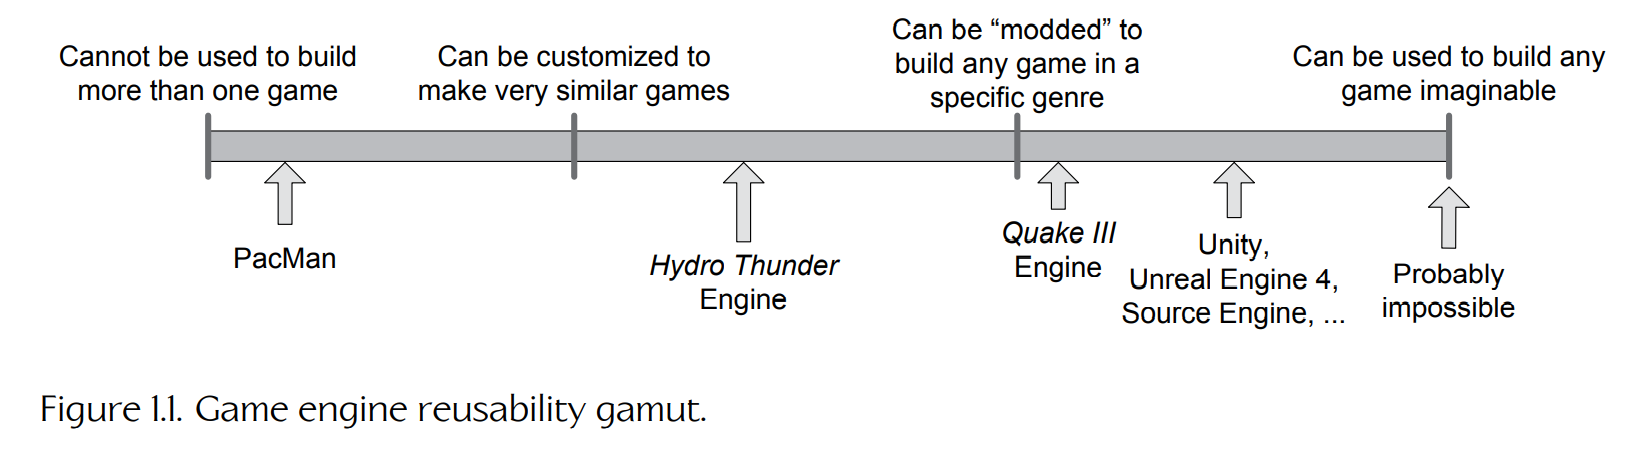 Cannot be used to build
more than one game
Can be customized to
make very similar games
Can be “modded” to
build any game in a
specific genre
Can be used to build any
game imaginable
PacMan
Hydro Thunder
Engine
Quake III
Engine
Unity,
Unreal Engine 4,
Source Engine, ...
Probably
impossible
Figure 1.1. Game engine reusability gamut.